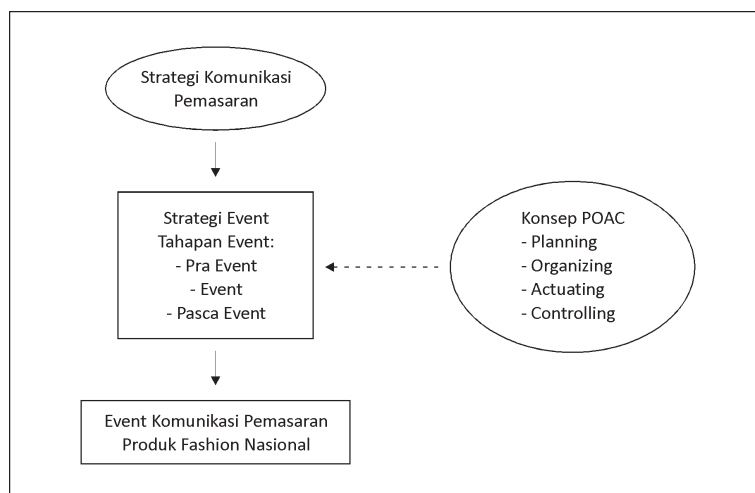 Strategi Komunikasi
Pemasaran
Strategi Event
Tahapan Event:
- Pra Event
- Event
- Pasca Event
Konsep POAC
- Planning
- Organizing
- Actuating
- Controlling
Event Komunikasi Pemasaran
Produk Fashion Nasional